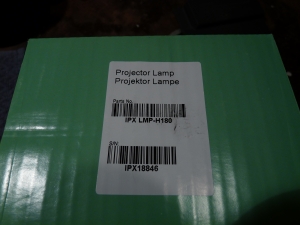 Projector Lamp
Projektor Lampe
Parts No.
IPX LMP-H180
S/N:
IPX18846